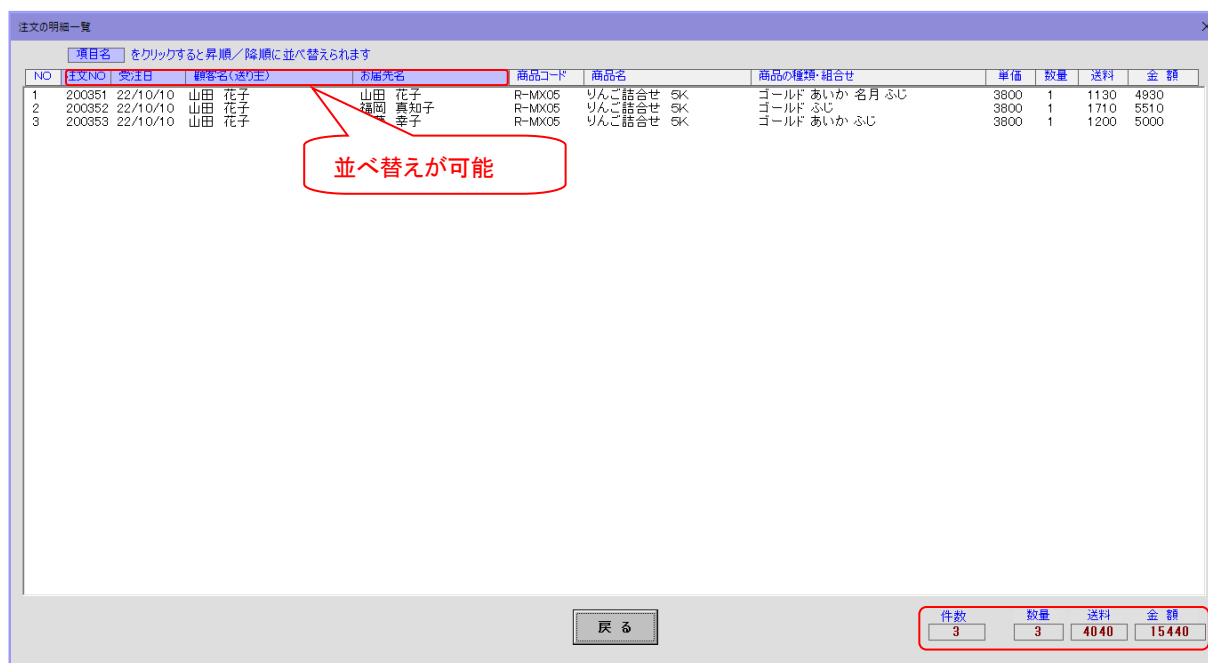 注文の明細一覧 ×
項目名 をクリックすると昇順／降順に並べ替えられます
NO 注文NO 受注日 顧客名(送り主) お届先名 商品コード 商品名 商品の種類・組合せ 単価 数量 送料 金 額
1 200351 22/10/10 山田 花子 山田 花子 R-MX05 りんご詰合せ 5K ゴールド あいか 名月 ふじ 3800 1 1130 4930
2 200352 22/10/10 山田 花子 福岡 真知子 R-MX05 りんご詰合せ 5K ゴールド ふじ 3800 1 1710 5510
3 200353 22/10/10 山田 花子 幸子 R-MX05 りんご詰合せ 5K ゴールド あいか ふじ 3800 1 1200 5000
並べ替えが可能
戻 る
件数 数量 送料 金 額
3 3 4040 15440